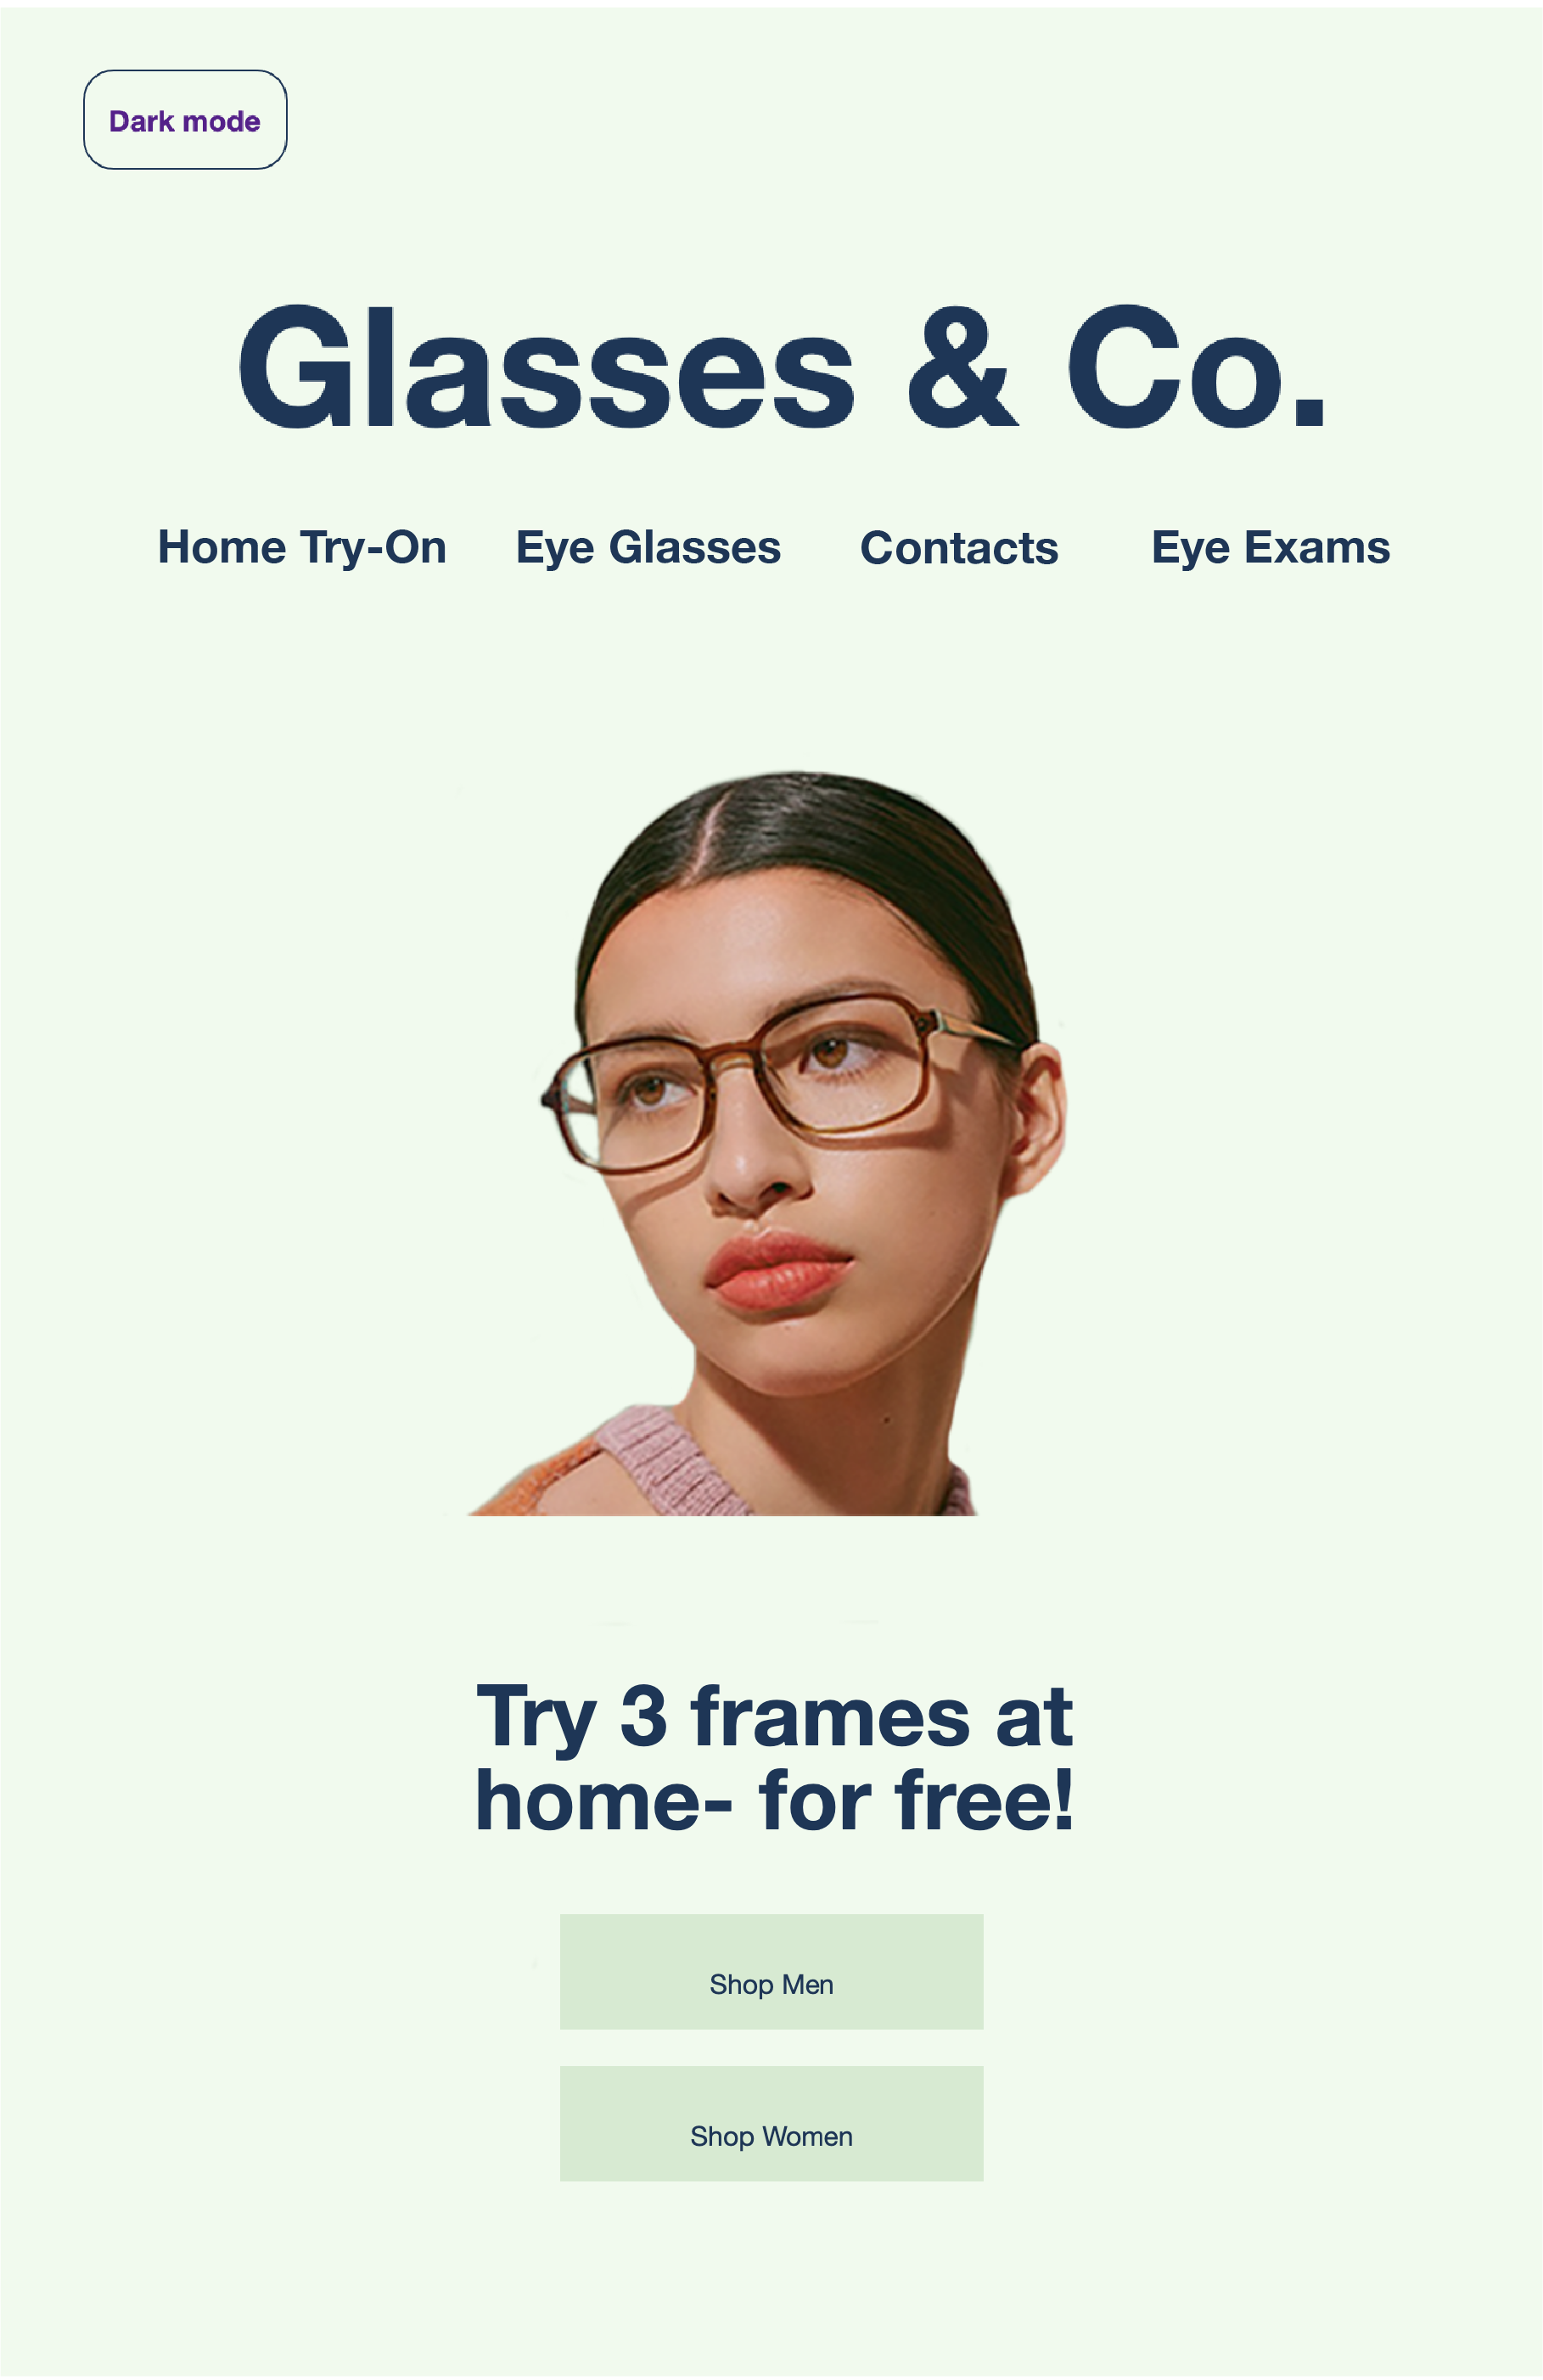 Dark mode
Glasses & Co.
Home Try-On Eye Glasses Contacts Eye Exams
Try 3 frames at
home- for free!
Shop Men
Shop Women